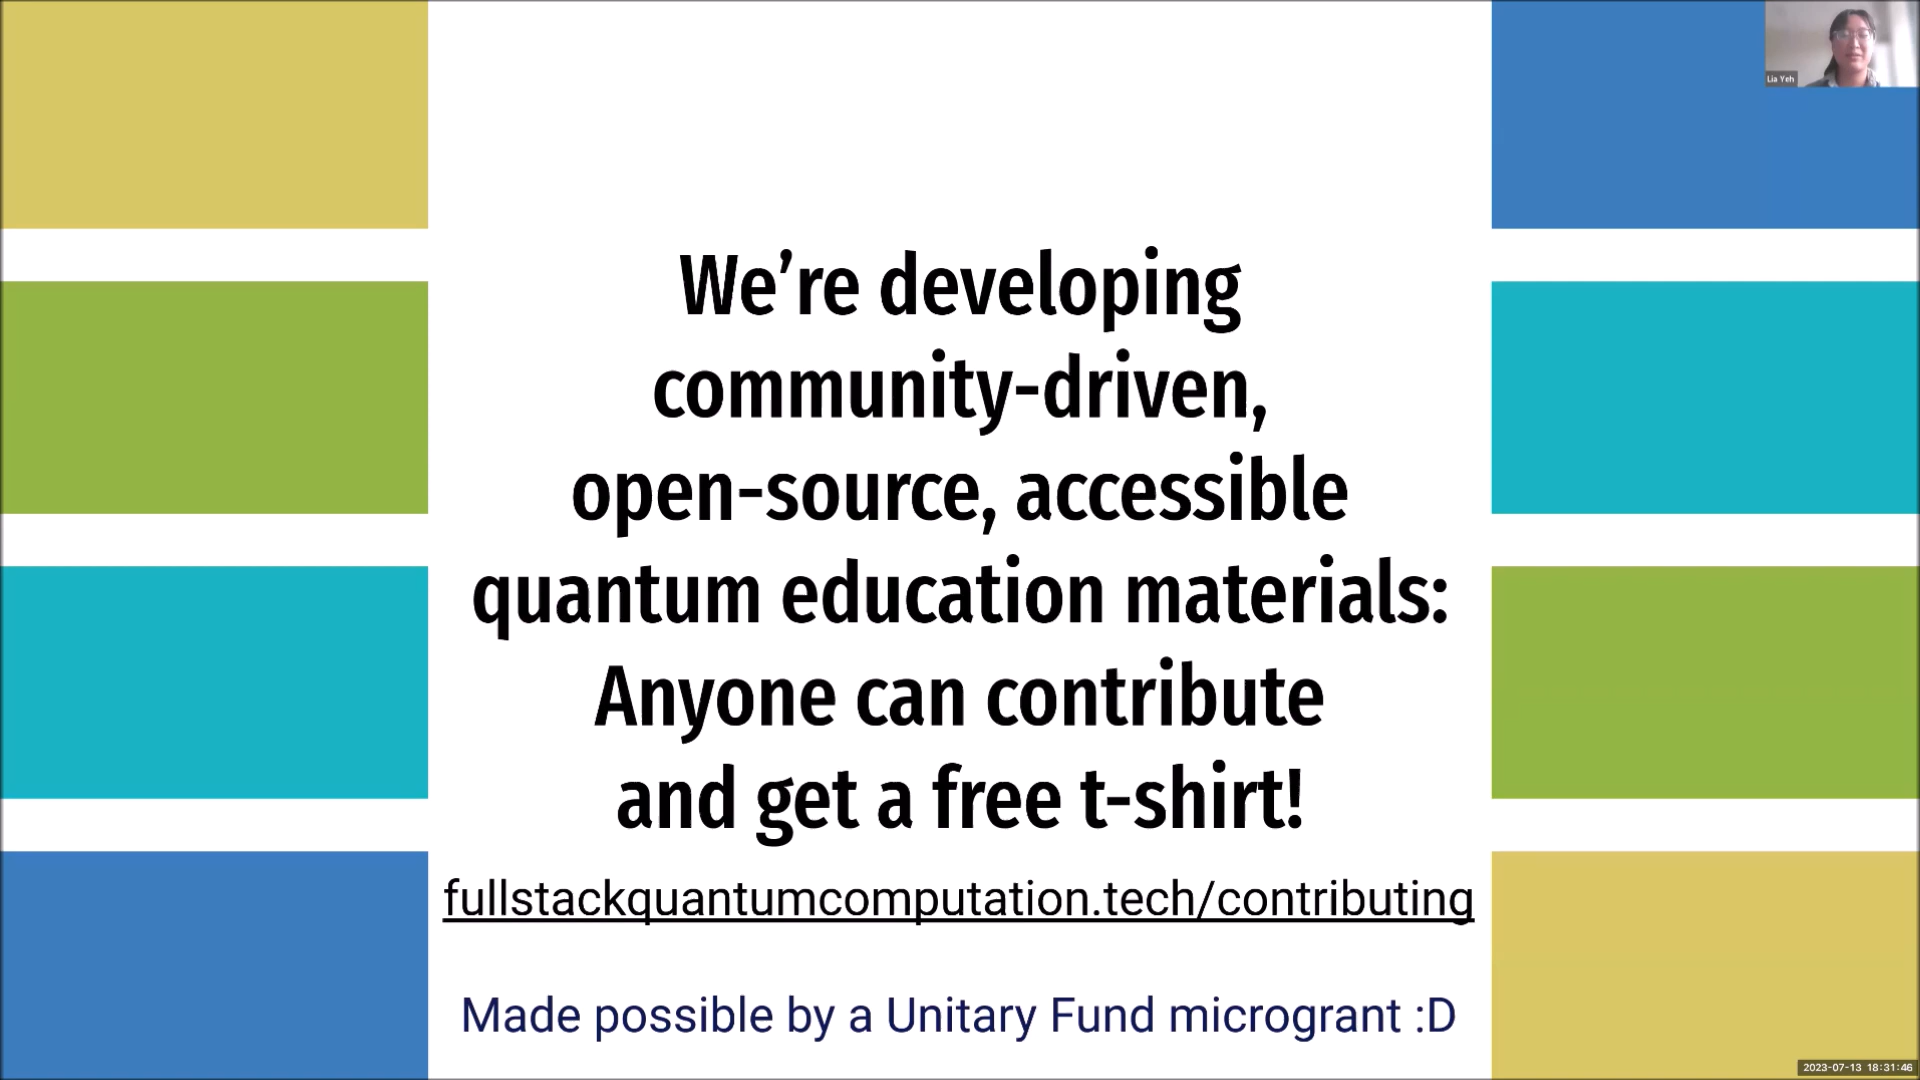 Lia Yeh
We’re developing
community-driven,
open-source, accessible
quantum education materials:
Anyone can contribute
and get a free t-shirt!
fullstackquantumcomputation.tech/contributing
Made possible by a Unitary Fund microgrant :D
2023-07-13 18:31:46